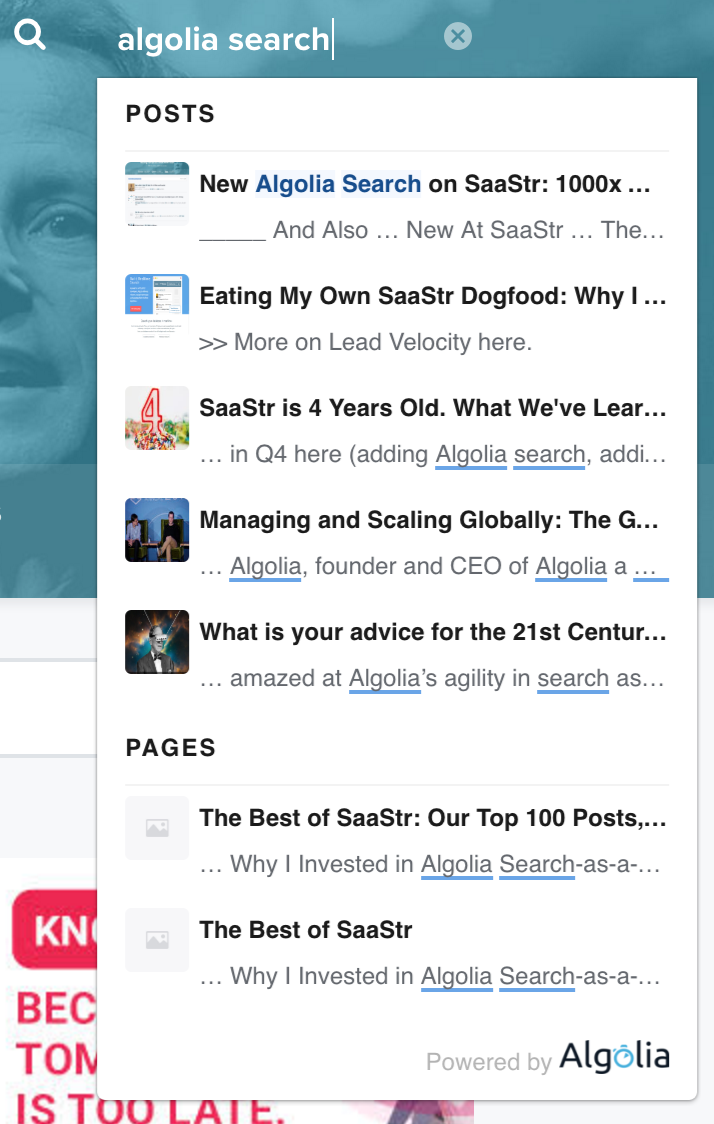 algolia search
POSTS
New Algolia Search on SaaStr: 1000x …
_____ And Also … New At SaaStr … The…
Eating My Own SaaStr Dogfood: Why I …
>> More on Lead Velocity here.
SaaStr is 4 Years Old. What We've Lear…
… in Q4 here (adding Algolia search, addi…
Managing and Scaling Globally: The G…
… Algolia, founder and CEO of Algolia a …
What is your advice for the 21st Centur…
… amazed at Algolia’s agility in search as…
PAGES
The Best of SaaStr: Our Top 100 Posts,…
… Why I Invested in Algolia Search-as-a-…
The Best of SaaStr
… Why I Invested in Algolia Search-as-a-…
Powered by Algolia
KNO
BEC
TOM
IS TOO LATE.